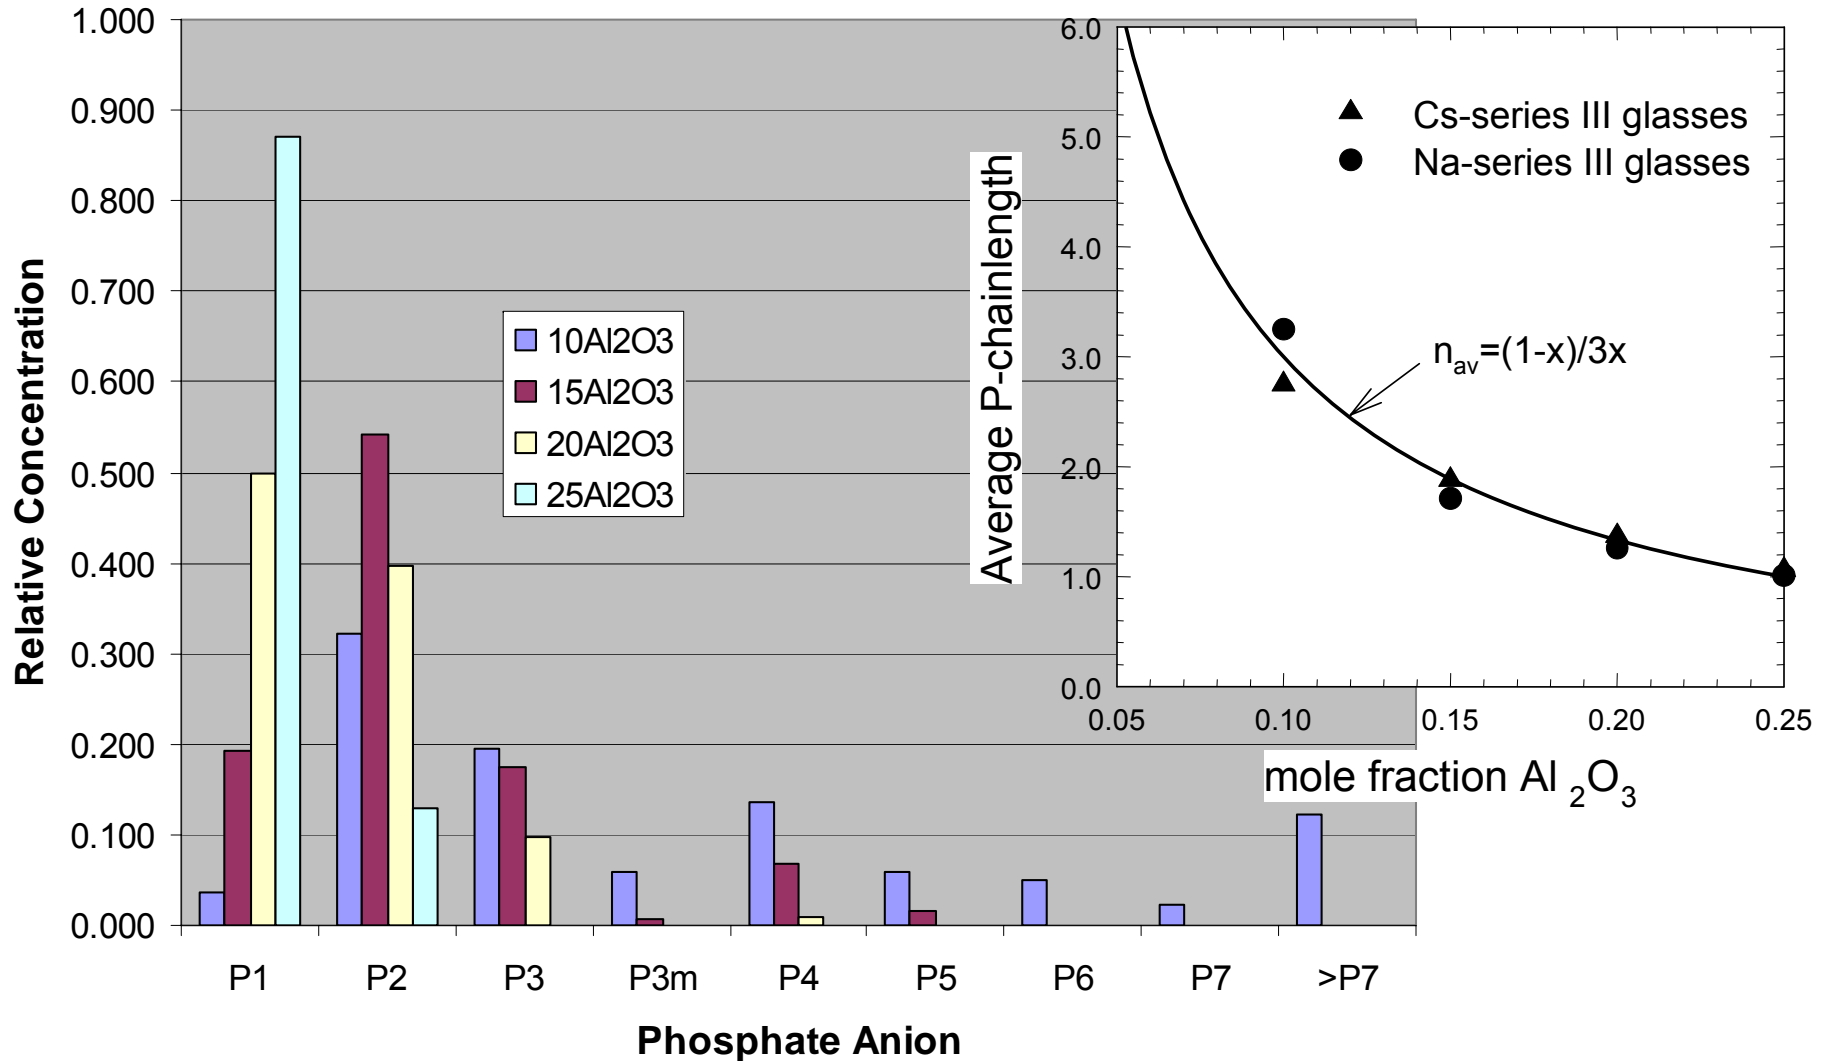 1.000
0.900
0.800
0.700
0.600
0.500
0.400
0.300
0.200
0.100
0.000
Relative Concentration
P1 P2 P3 P3m P4 P5 P6 P7 >P7
Phosphate Anion
10Al2O3
15Al2O3
20Al2O3
25Al2O3
6.0
5.0
4.0
3.0
2.0
1.0
0.0
Average P-chainlength
Cs-series III glasses
Na-series III glasses
nav=(1-x)/3x
0.05 0.10 0.15 0.20 0.25
mole fraction Al 2O3